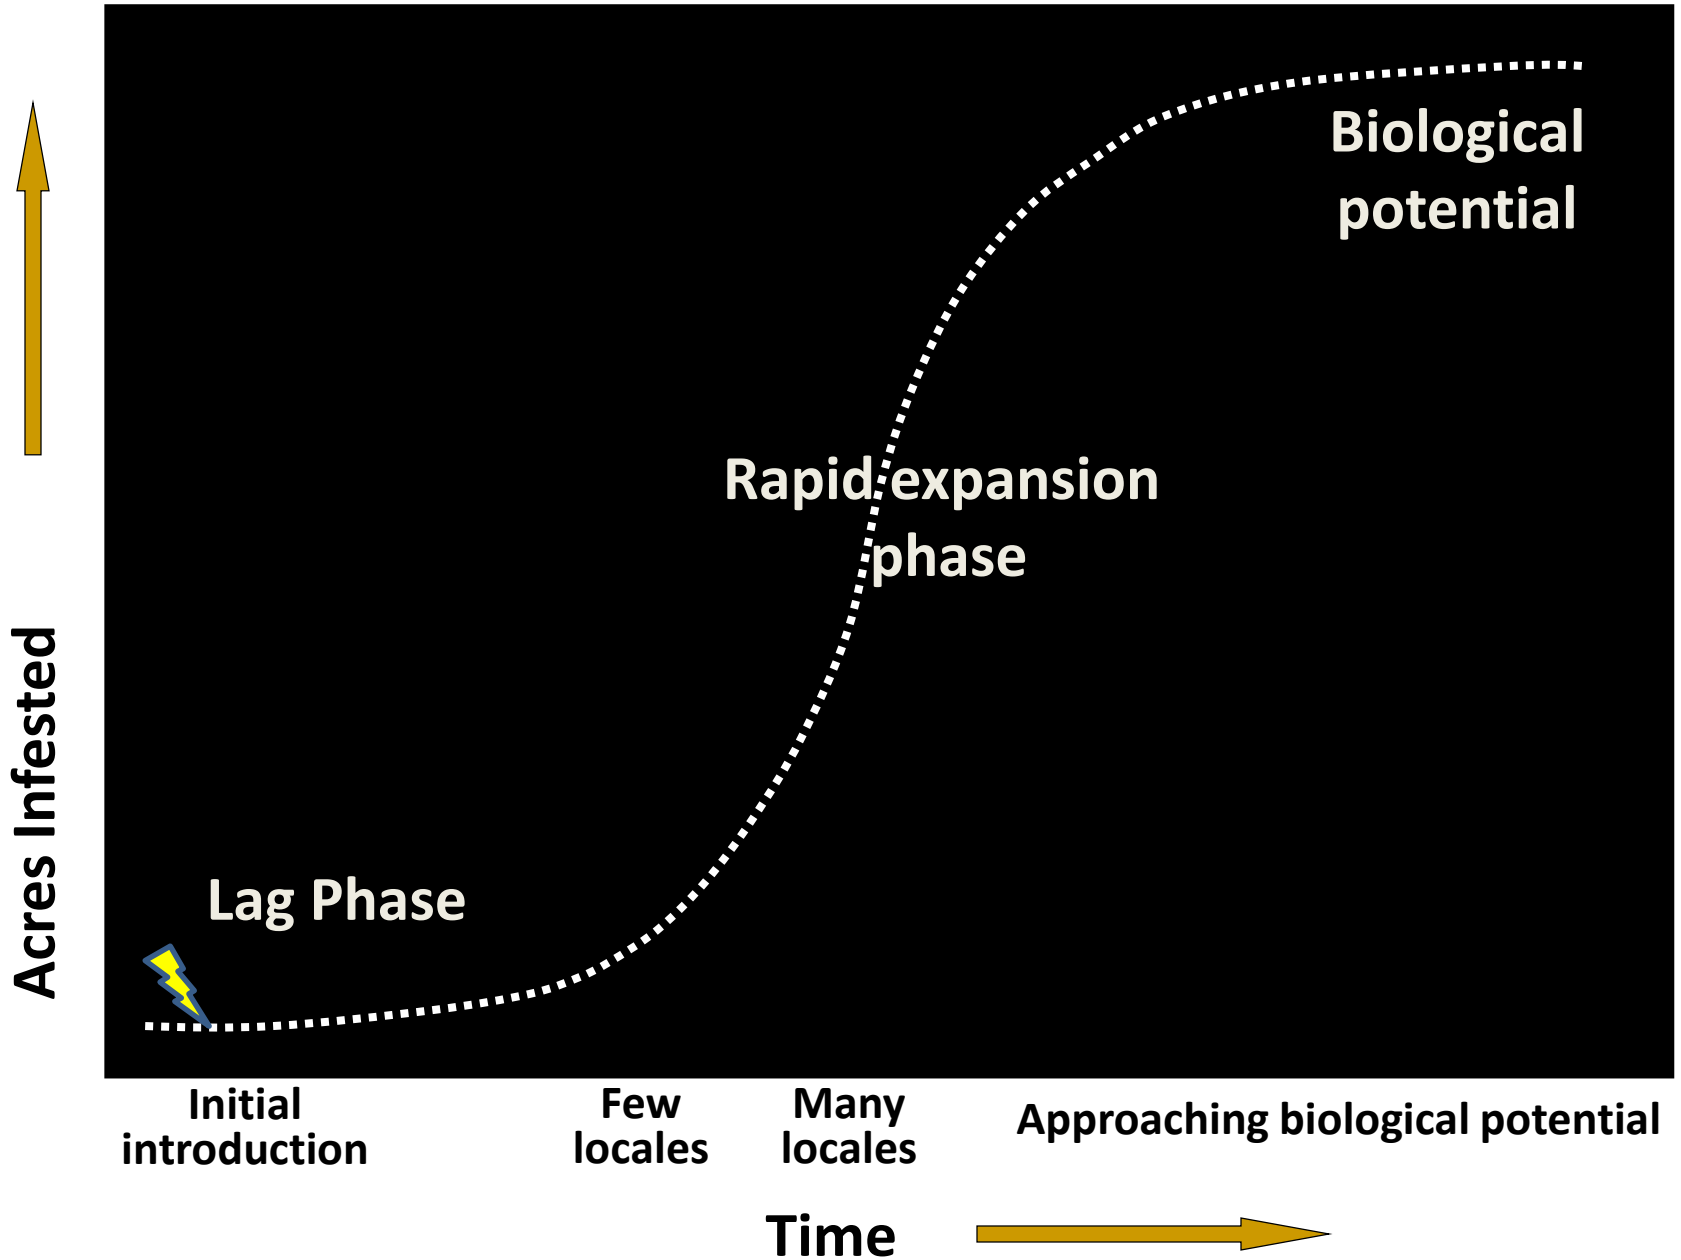 Biological
potential
Rapid expansion
phase
Lag Phase
Acres Infested
Initial
introduction
Few
locales
Many
locales
Approaching biological potential
Time